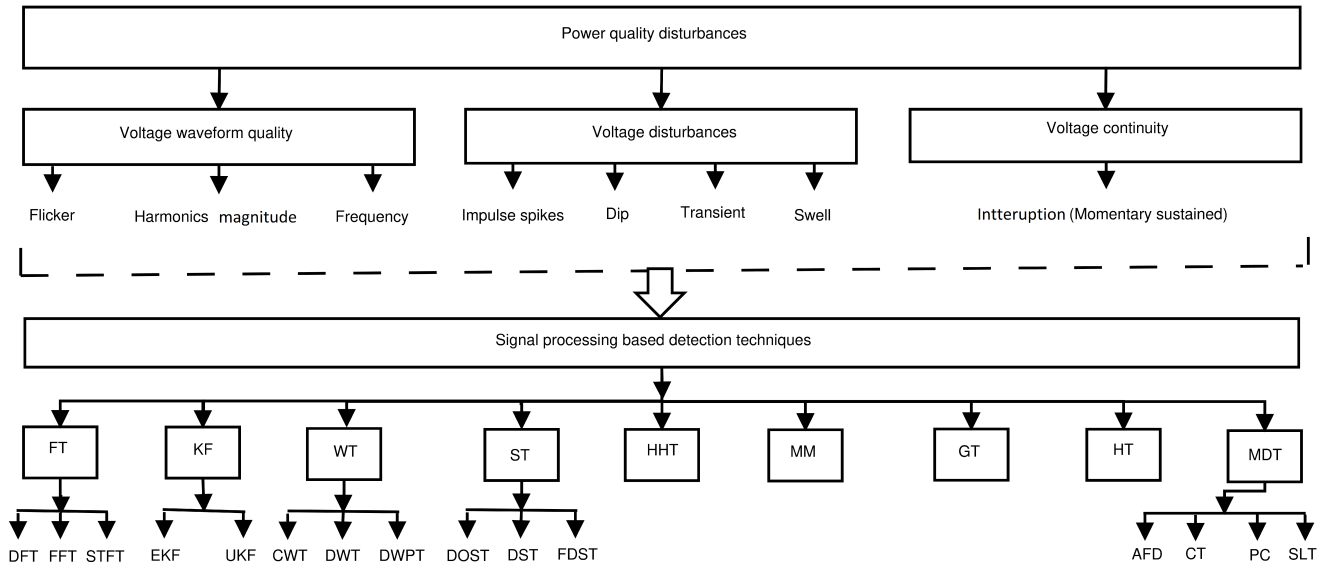 Power quality disturbances
Voltage waveform quality
Voltage disturbances
Voltage continuity
Flicker
Harmonics magnitude
Frequency
Impulse spikes
Dip
Transient
Swell
Intteruption (Momentary sustained)
Signal processing based detection techniques
FT
KF
WT
ST
HHT
MM
GT
HT
MDT
DFT
FFT
STFT
EKF
UKF
CWT
DWT
DWPT
DOST
DST
FDST
AFD
CT
PC
SLT